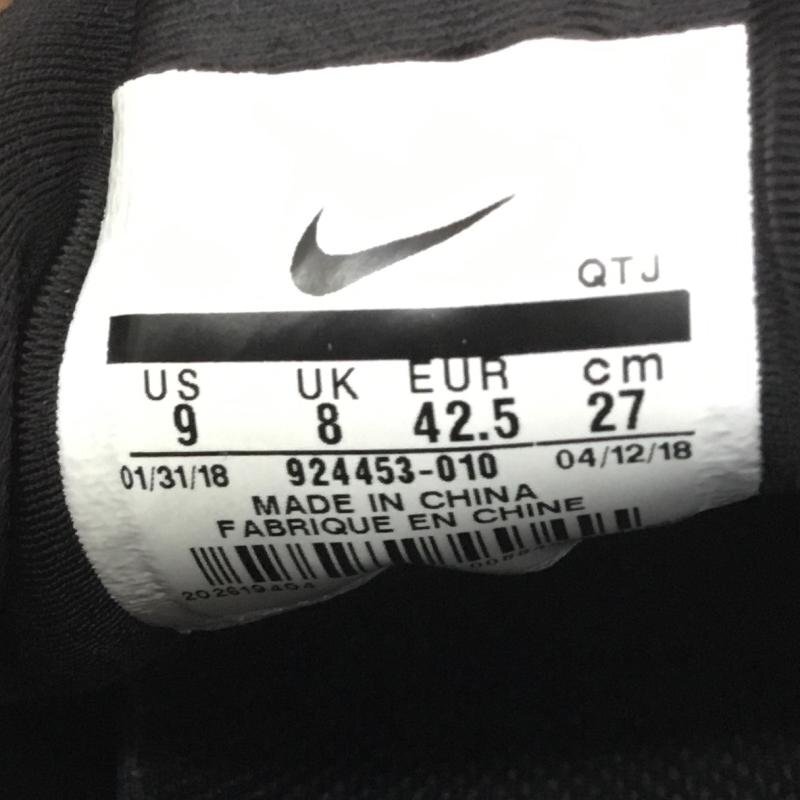 QTJ
US UK EUR cm
9 8 42.5 27
01/31/18 924453-010 04/12/18
MADE IN CHINA
FABRIQUE EN CHINE
202619404